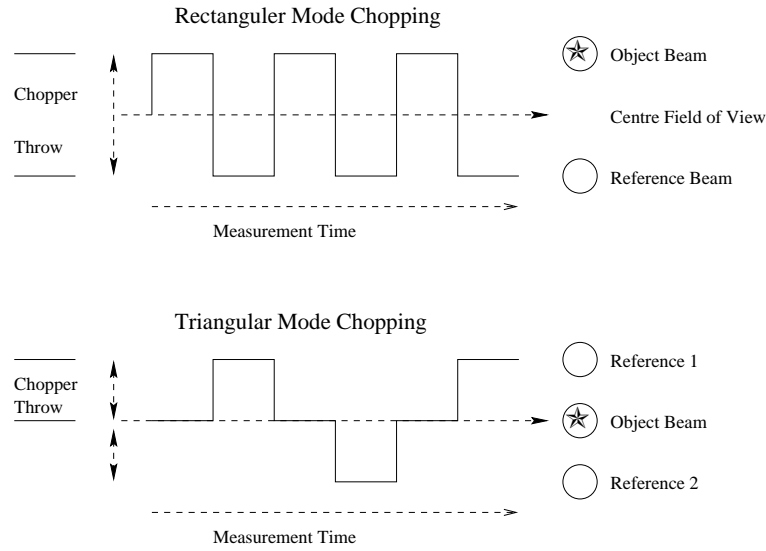 Rectanguler Mode Chopping
Chopper
Throw
Object Beam
Centre Field of View
Reference Beam
Measurement Time
Triangular Mode Chopping
Chopper
Throw
Reference 1
Object Beam
Reference 2
Measurement Time